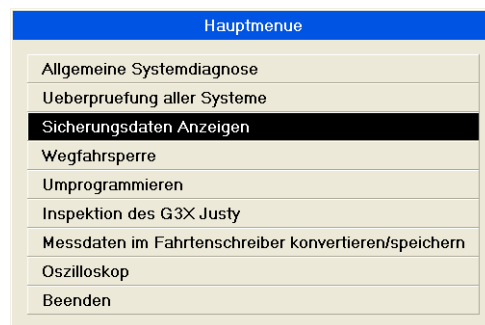 Hauptmenue
Allgemeine Systemdiagnose
Ueberpruefung aller Systeme
Sicherungsdaten Anzeigen
Wegfahrsperre
Umprogrammieren
Inspektion des G3X Justy
Messdaten im Fahrtenschreiber konvertieren/speichern
Oszilloskop
Beenden